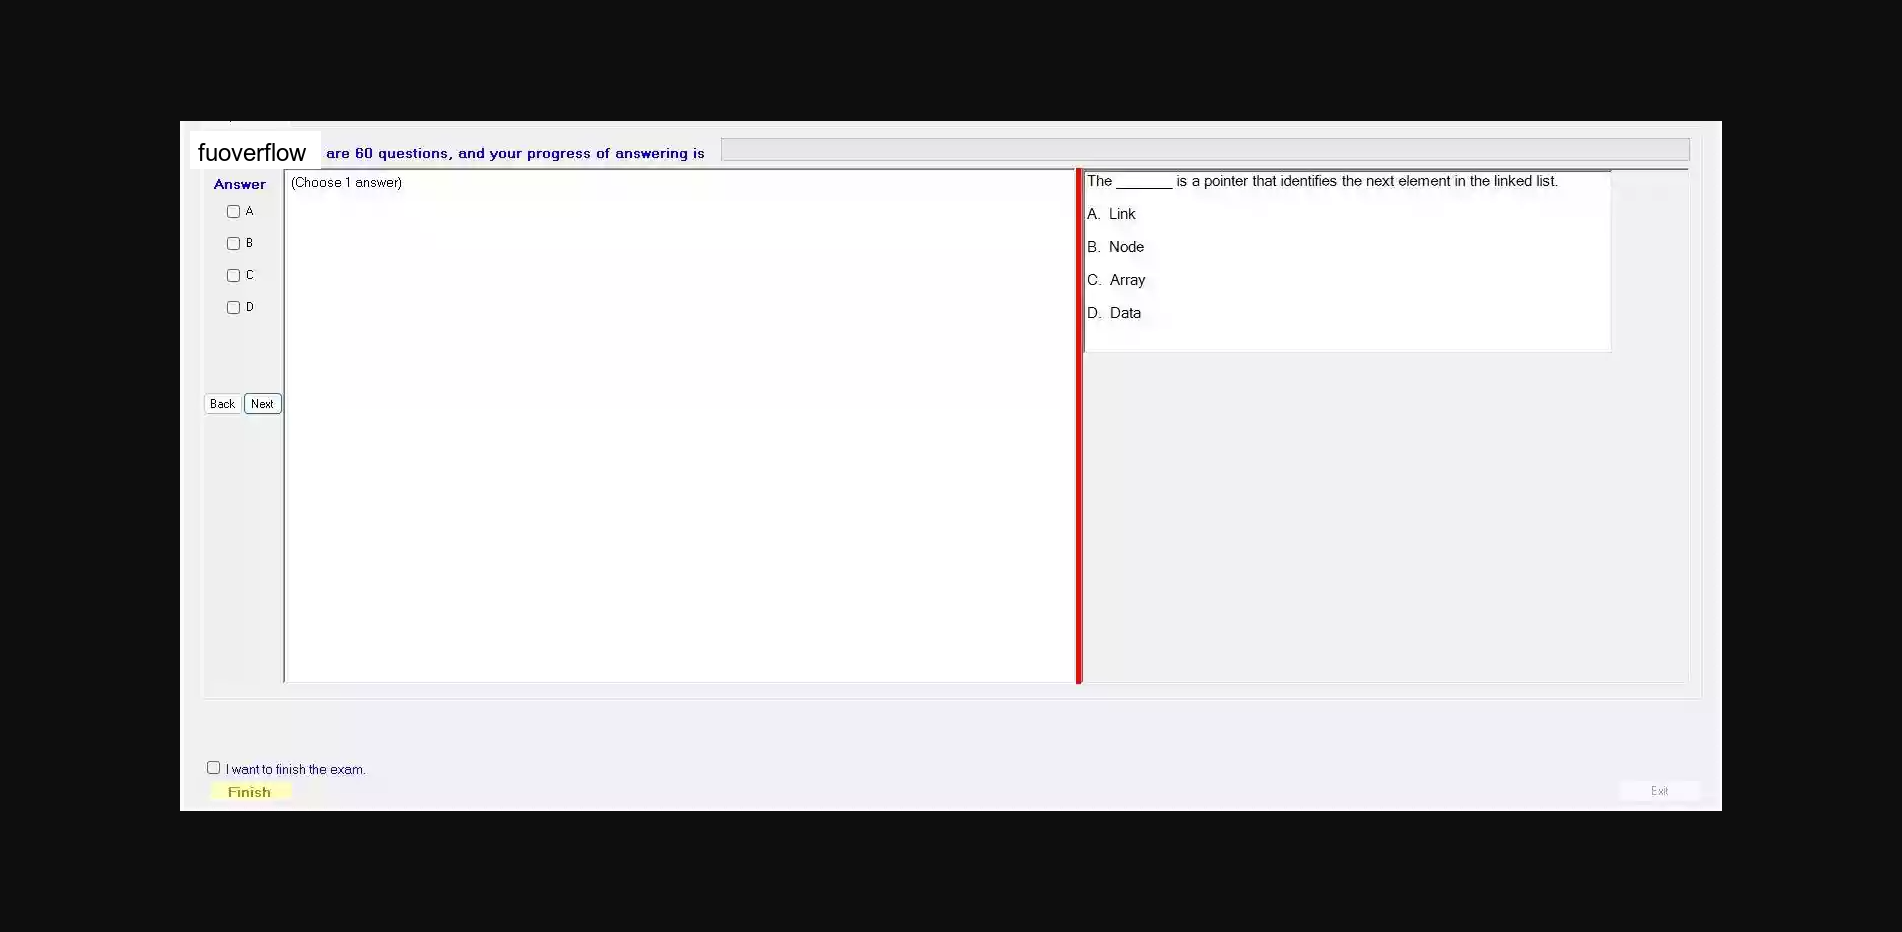 fuoverflow are 60 questions, and your progress of answering is
Answer
(Choose 1 answer)
A
B
C
D
Back Next
The _______ is a pointer that identifies the next element in the linked list.
A. Link
B. Node
C. Array
D. Data
I want to finish the exam.
Finish
Exit